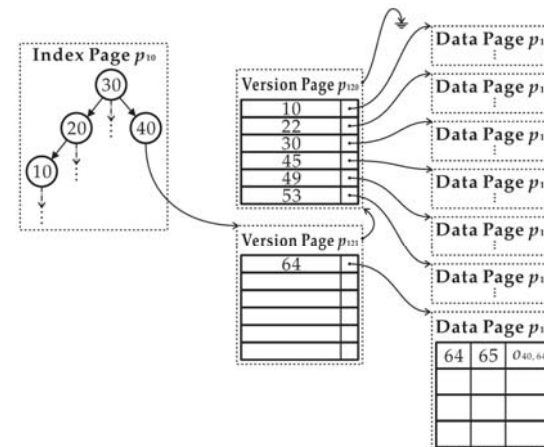 Index Page p10
30
20
40
10
Version Page p120
10
22
30
45
49
53
Version Page p121
64
Data Page p1
Data Page p1
Data Page p1
Data Page p1
Data Page p1
Data Page p1
Data Page p1
64 65 o40,64